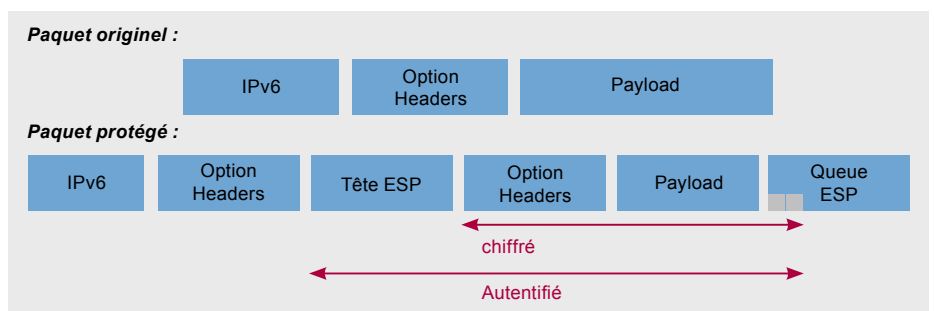 Paquet originel :
IPv6
Option
Headers
Payload
Paquet protégé :
IPv6
Option
Headers
Tête ESP
Option
Headers
Payload
Queue
ESP
chiffré
Autentifié